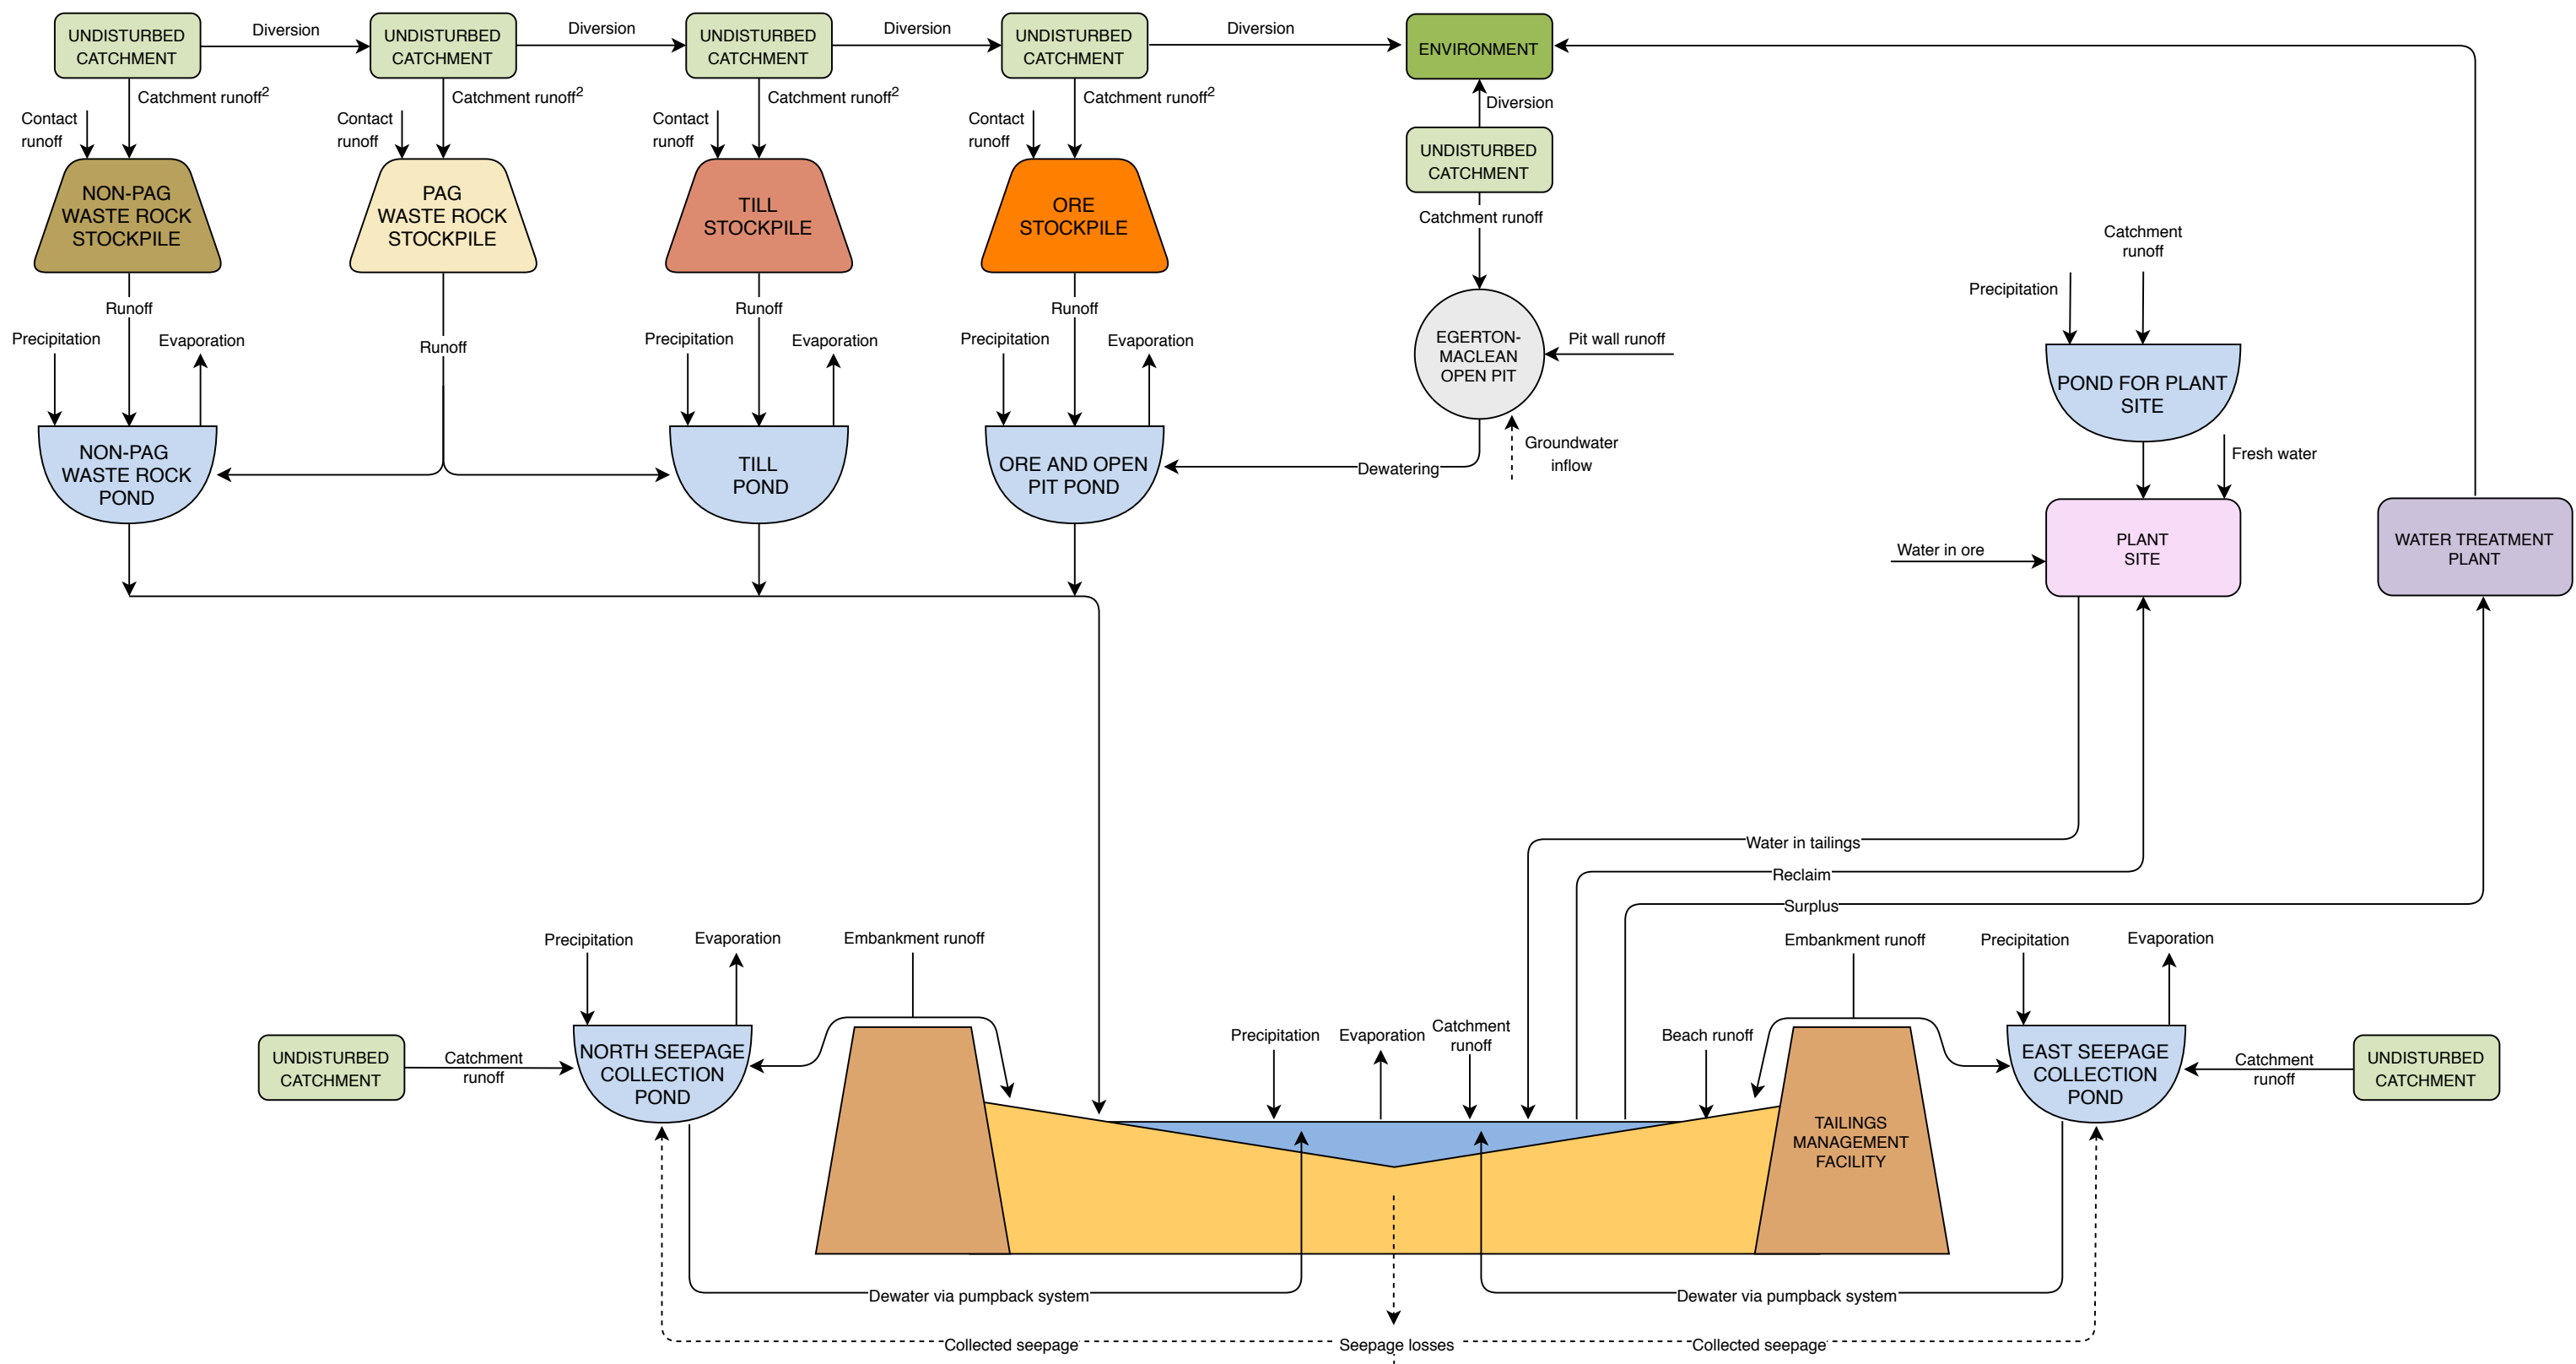 UNDISTURBED
CATCHMENT
Diversion
UNDISTURBED
CATCHMENT
Diversion
UNDISTURBED
CATCHMENT
Diversion
UNDISTURBED
CATCHMENT
Diversion
ENVIRONMENT
Catchment runoff²
Catchment runoff²
Catchment runoff²
Catchment runoff²
Diversion
Contact
runoff
Contact
runoff
Contact
runoff
Contact
runoff
UNDISTURBED
CATCHMENT
NON-PAG
WASTE ROCK
STOCKPILE
PAG
WASTE ROCK
STOCKPILE
TILL
STOCKPILE
ORE
STOCKPILE
Catchment runoff
Catchment
runoff
Precipitation
Runoff
Runoff
Runoff
Runoff
Precipitation
Evaporation
Precipitation
Evaporation
Precipitation
Evaporation
EGERTON-
MACLEAN
OPEN PIT
Pit wall runoff
POND FOR PLANT
SITE
NON-PAG
WASTE ROCK
POND
TILL
POND
ORE AND OPEN
PIT POND
Dewatering
Groundwater
inflow
Fresh water
Water in ore
PLANT
SITE
WATER TREATMENT
PLANT
Water in tailings
Reclaim
Surplus
Precipitation
Evaporation
Embankment runoff
Embankment runoff
Precipitation
Evaporation
UNDISTURBED
CATCHMENT
Catchment
runoff
NORTH SEEPAGE
COLLECTION
POND
Precipitation
Evaporation
Catchment
runoff
Beach runoff
EAST SEEPAGE
COLLECTION
POND
Catchment
runoff
UNDISTURBED
CATCHMENT
TAILINGS
MANAGEMENT
FACILITY
Dewater via pumpback system
Dewater via pumpback system
Collected seepage
Seepage losses
Collected seepage